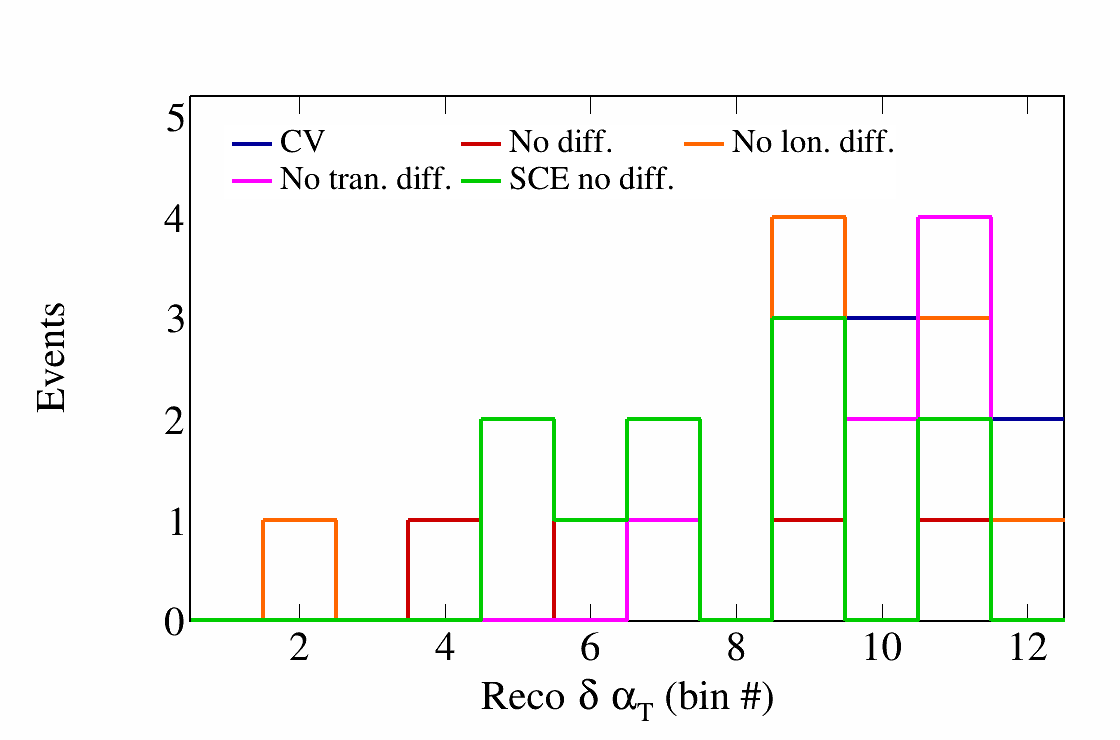 5
CV No diff. No lon. diff.
No tran. diff. SCE no diff.
4
3
Events
2
1
0
2 4 6 8 10 12
Reco δ αT (bin #)